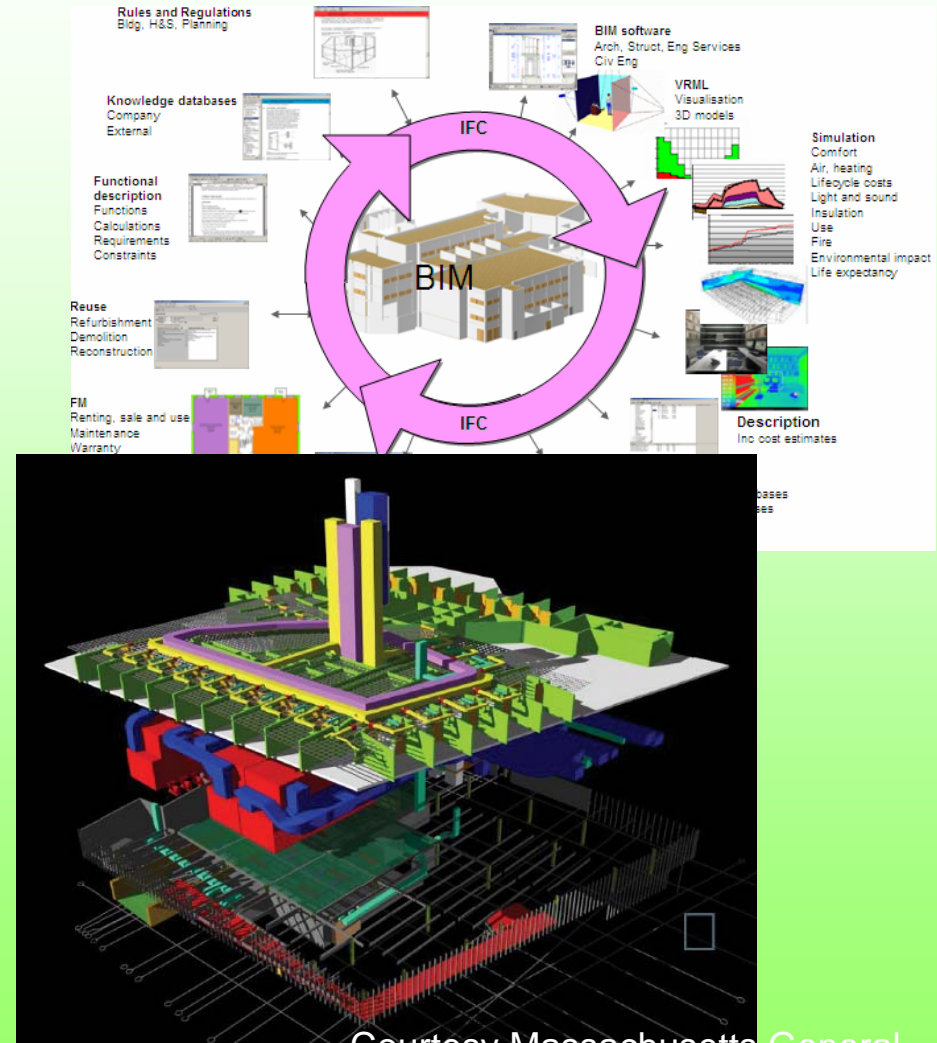 Rules and Regulations
Bldg, H&S, Planning
BIM software
Arch, Struct, Eng Services
Civ Eng
VRML
Visualisation
3D models
Knowledge databases
Company
External
IFC
Simulation
Comfort
Air, heating
Lifecycle costs
Light and sound
Insulation
Use
Fire
Environmental impact
Life expectancy
Functional
description
Functions
Calculations
Requirements
Constraints
BIM
Reuse
Refurbishment
Demolition
Reconstruction
FM
Renting, sale and use
Maintenance
Warranty
IFC
Description
Inc cost estimates
Courtesy Massachusetts General